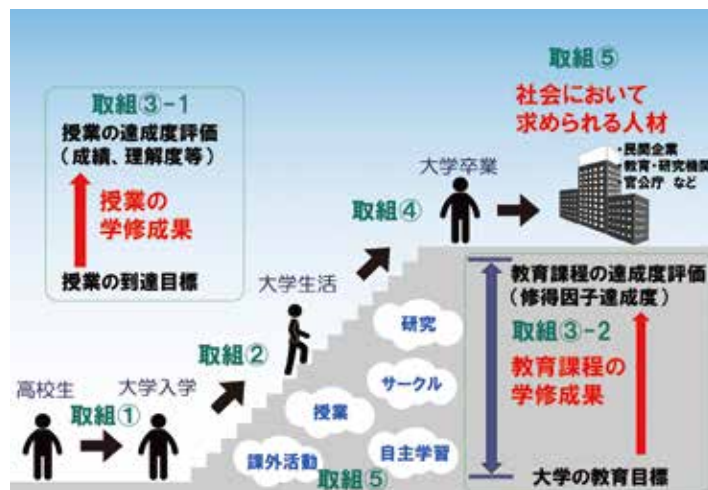 取組⑤
社会において
求められる人材
・民間企業
・教育・研究機関
・官公庁 など
取組③-1
授業の達成度評価
(成績、理解度等)
授業の
学修成果
授業の到達目標
大学卒業
取組④
大学生活
取組②
高校生
取組①
大学入学
研究
サークル
授業
課外活動
自主学習
取組⑤
教育課程の達成度評価
(修得因子達成度)
取組③-2
教育課程の
学修成果
大学の教育目標